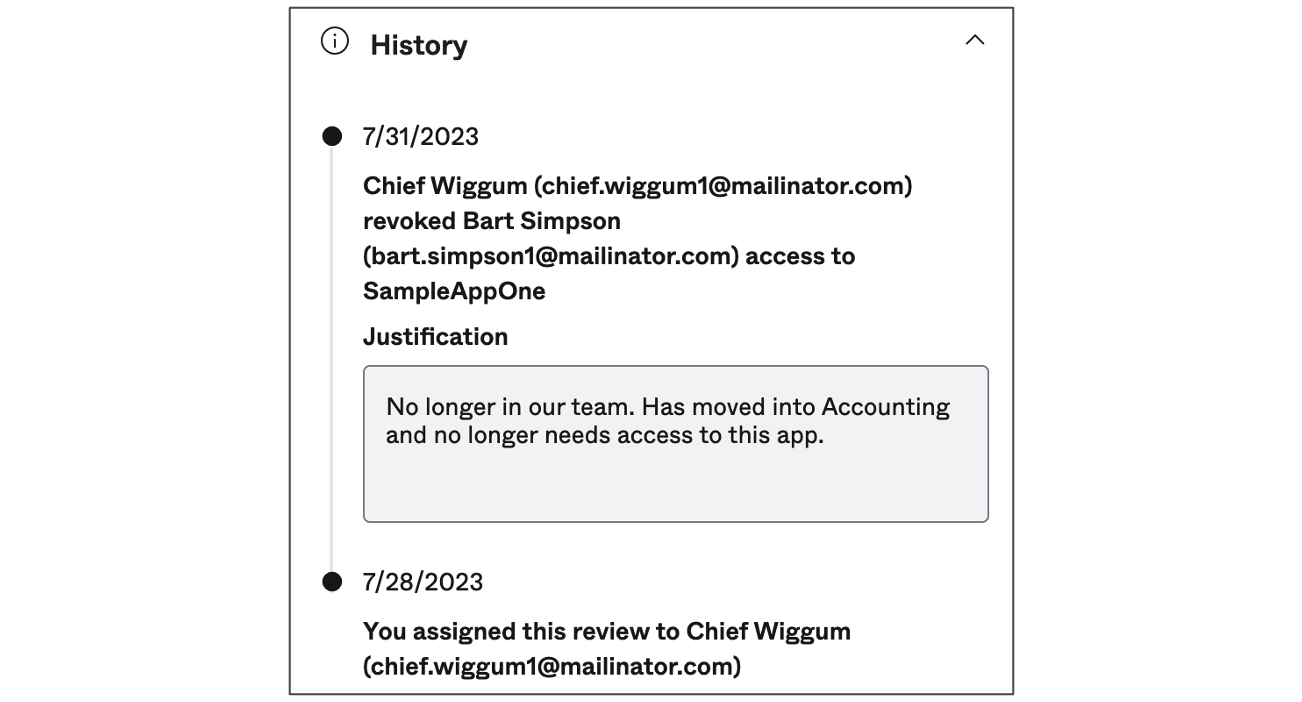 History
7/31/2023
Chief Wiggum (chief.wiggum1@mailinator.com)
revoked Bart Simpson
(bart.simpson1@mailinator.com) access to
SampleAppOne
Justification
No longer in our team. Has moved into Accounting
and no longer needs access to this app.
7/28/2023
You assigned this review to Chief Wiggum
(chief.wiggum1@mailinator.com)